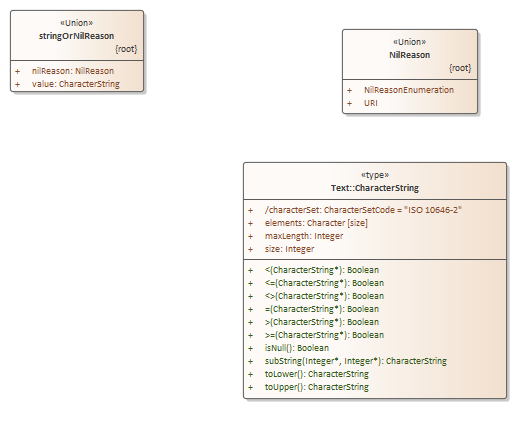 «Union»
stringOrNilReason
{root}
+ nilReason: NilReason
+ value: CharacterString
«Union»
NilReason
{root}
+ NilReasonEnumeration
+ URI
«type»
Text::CharacterString
+ /characterSet: CharacterSetCode = "ISO 10646-2"
+ elements: Character [size]
+ maxLength: Integer
+ size: Integer
+ <(CharacterString*): Boolean
+ <=(CharacterString*): Boolean
+ <>(CharacterString*): Boolean
+ =(CharacterString*): Boolean
+ >(CharacterString*): Boolean
+ >=(CharacterString*): Boolean
+ isNull(): Boolean
+ subString(Integer*, Integer*): CharacterString
+ toLower(): CharacterString
+ toUpper(): CharacterString